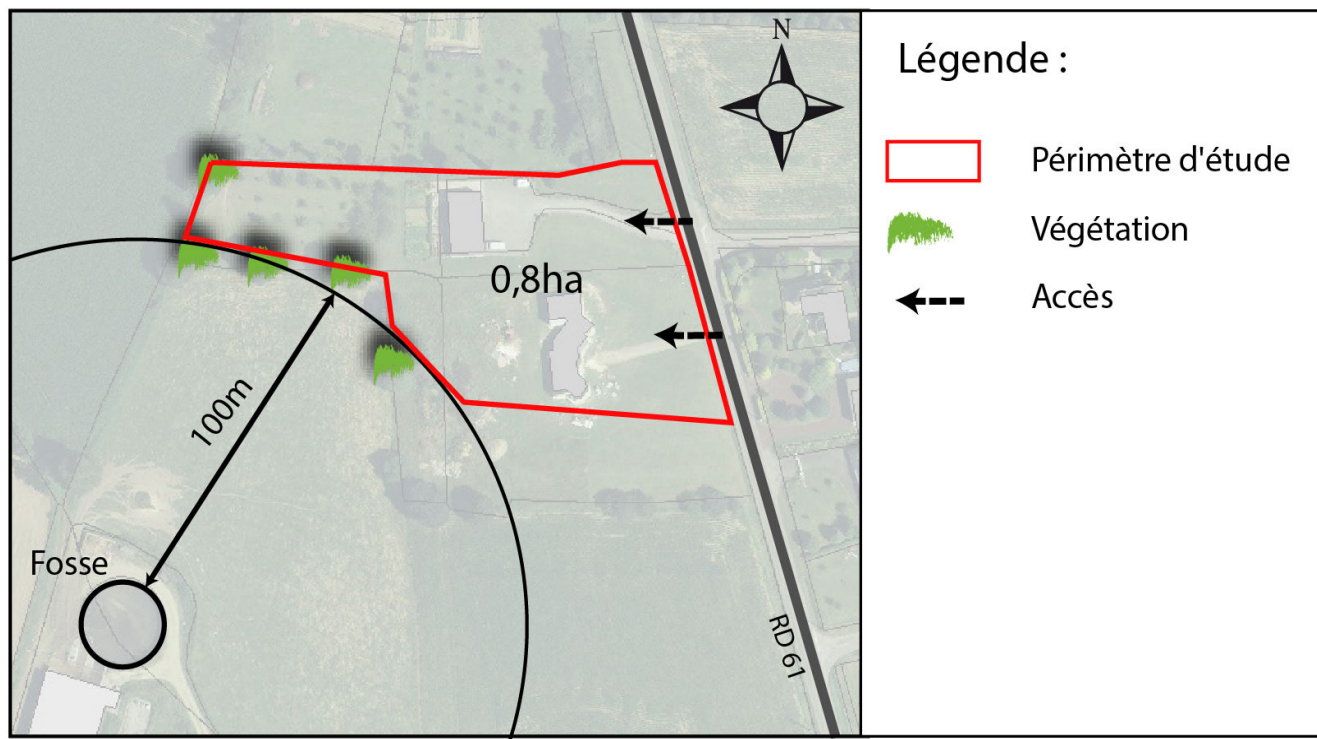 N
0,8ha
100m
Fosse
RD 61
Légende :
Périmètre d'étude
Végétation
Accès